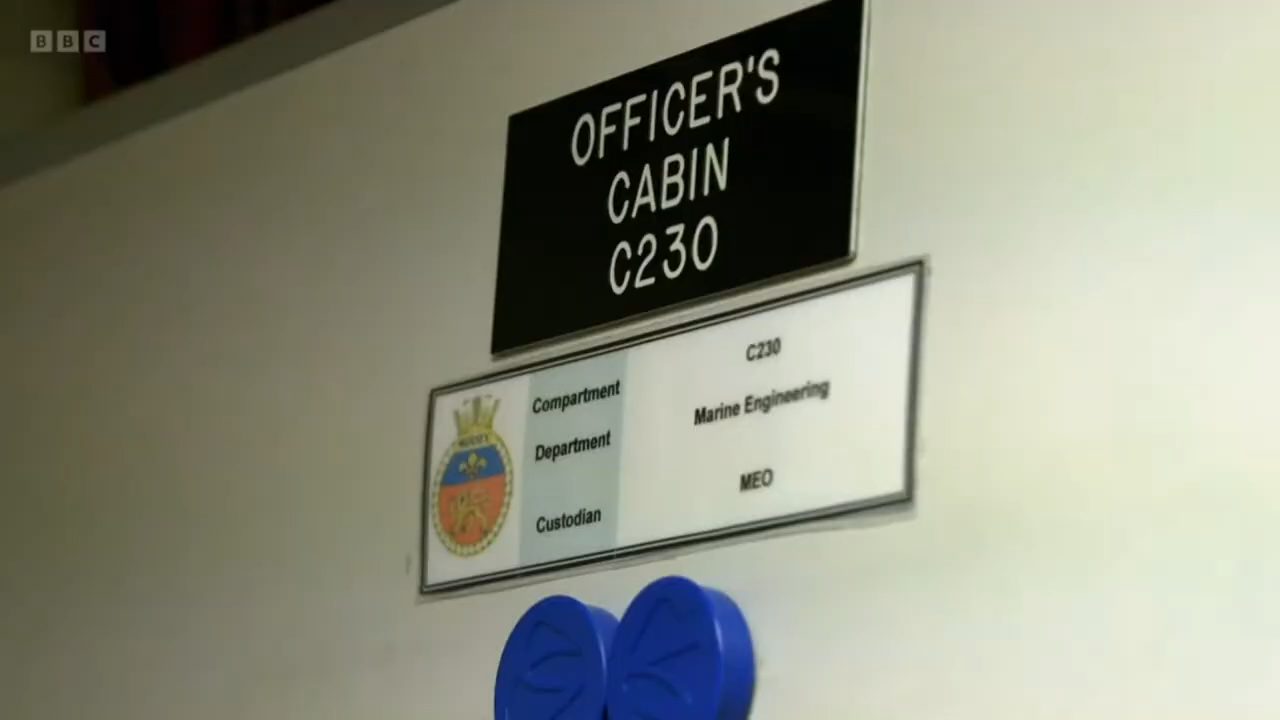 BBC
OFFICER'S
CABIN
C230
Compartment C230
Department Marine Engineering
Custodian MEO